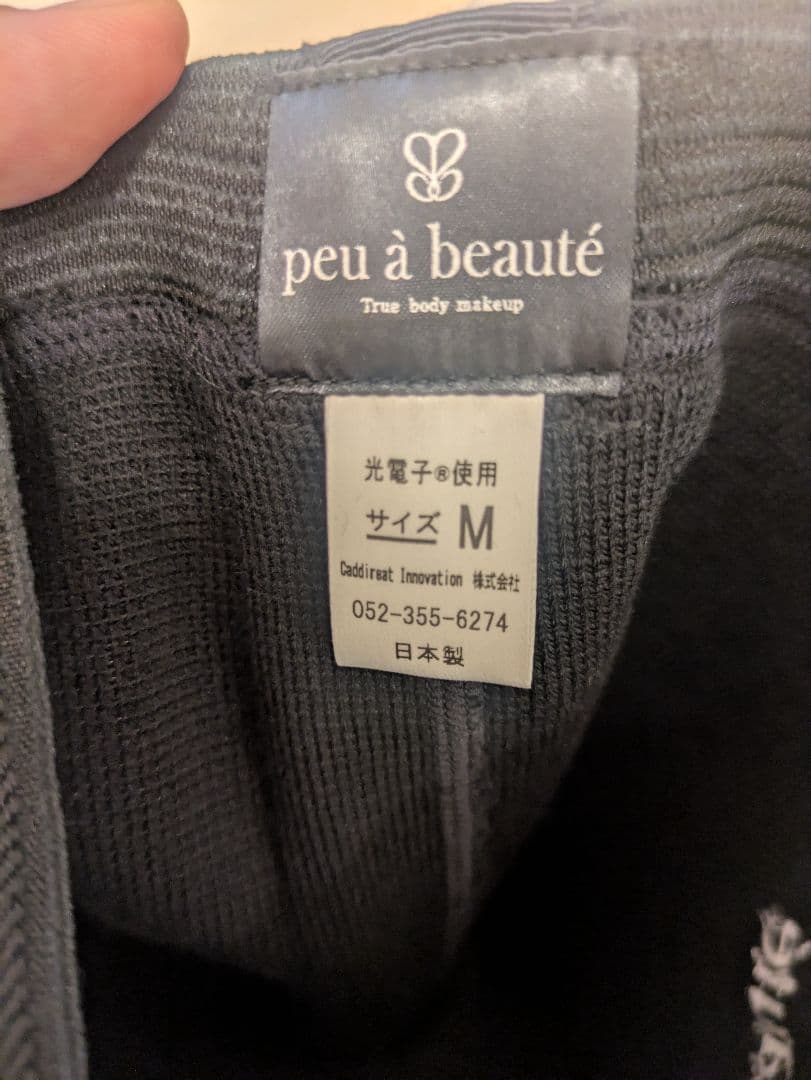 peu à beauté
True body makeup
光電子®使用
サイズ M
Caddireat Innovation 株式会社
052-355-6274
日本製